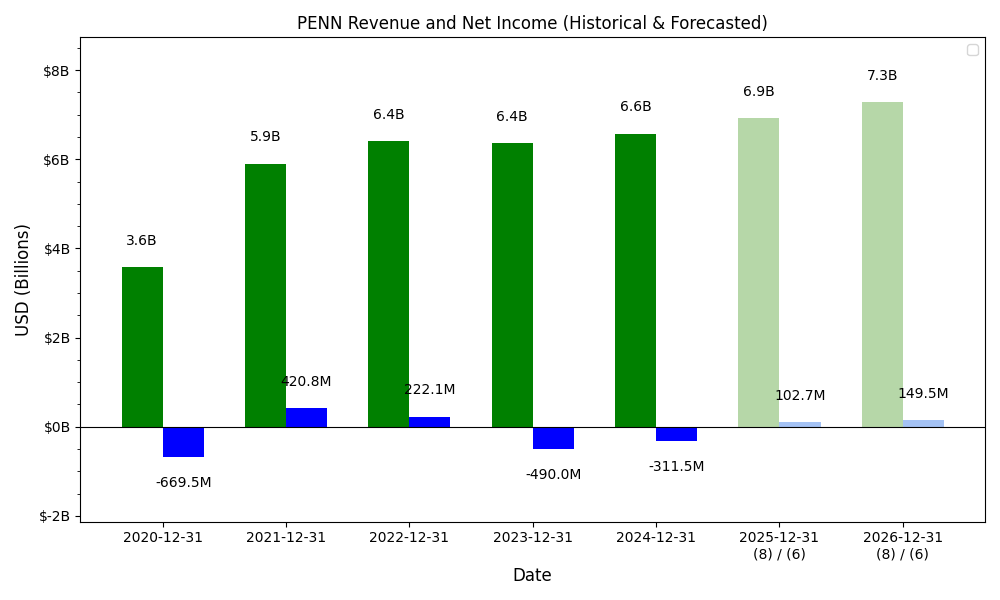 PENN Revenue and Net Income (Historical & Forecasted)
$8B
$6B
$4B
$2B
$0B
$-2B
USD (Billions)
3.6B
5.9B
6.4B
6.4B
6.6B
6.9B
7.3B
-669.5M
420.8M
222.1M
-490.0M
-311.5M
102.7M
149.5M
2020-12-31
2021-12-31
2022-12-31
2023-12-31
2024-12-31
2025-12-31
(8) / (6)
2026-12-31
(8) / (6)
Date